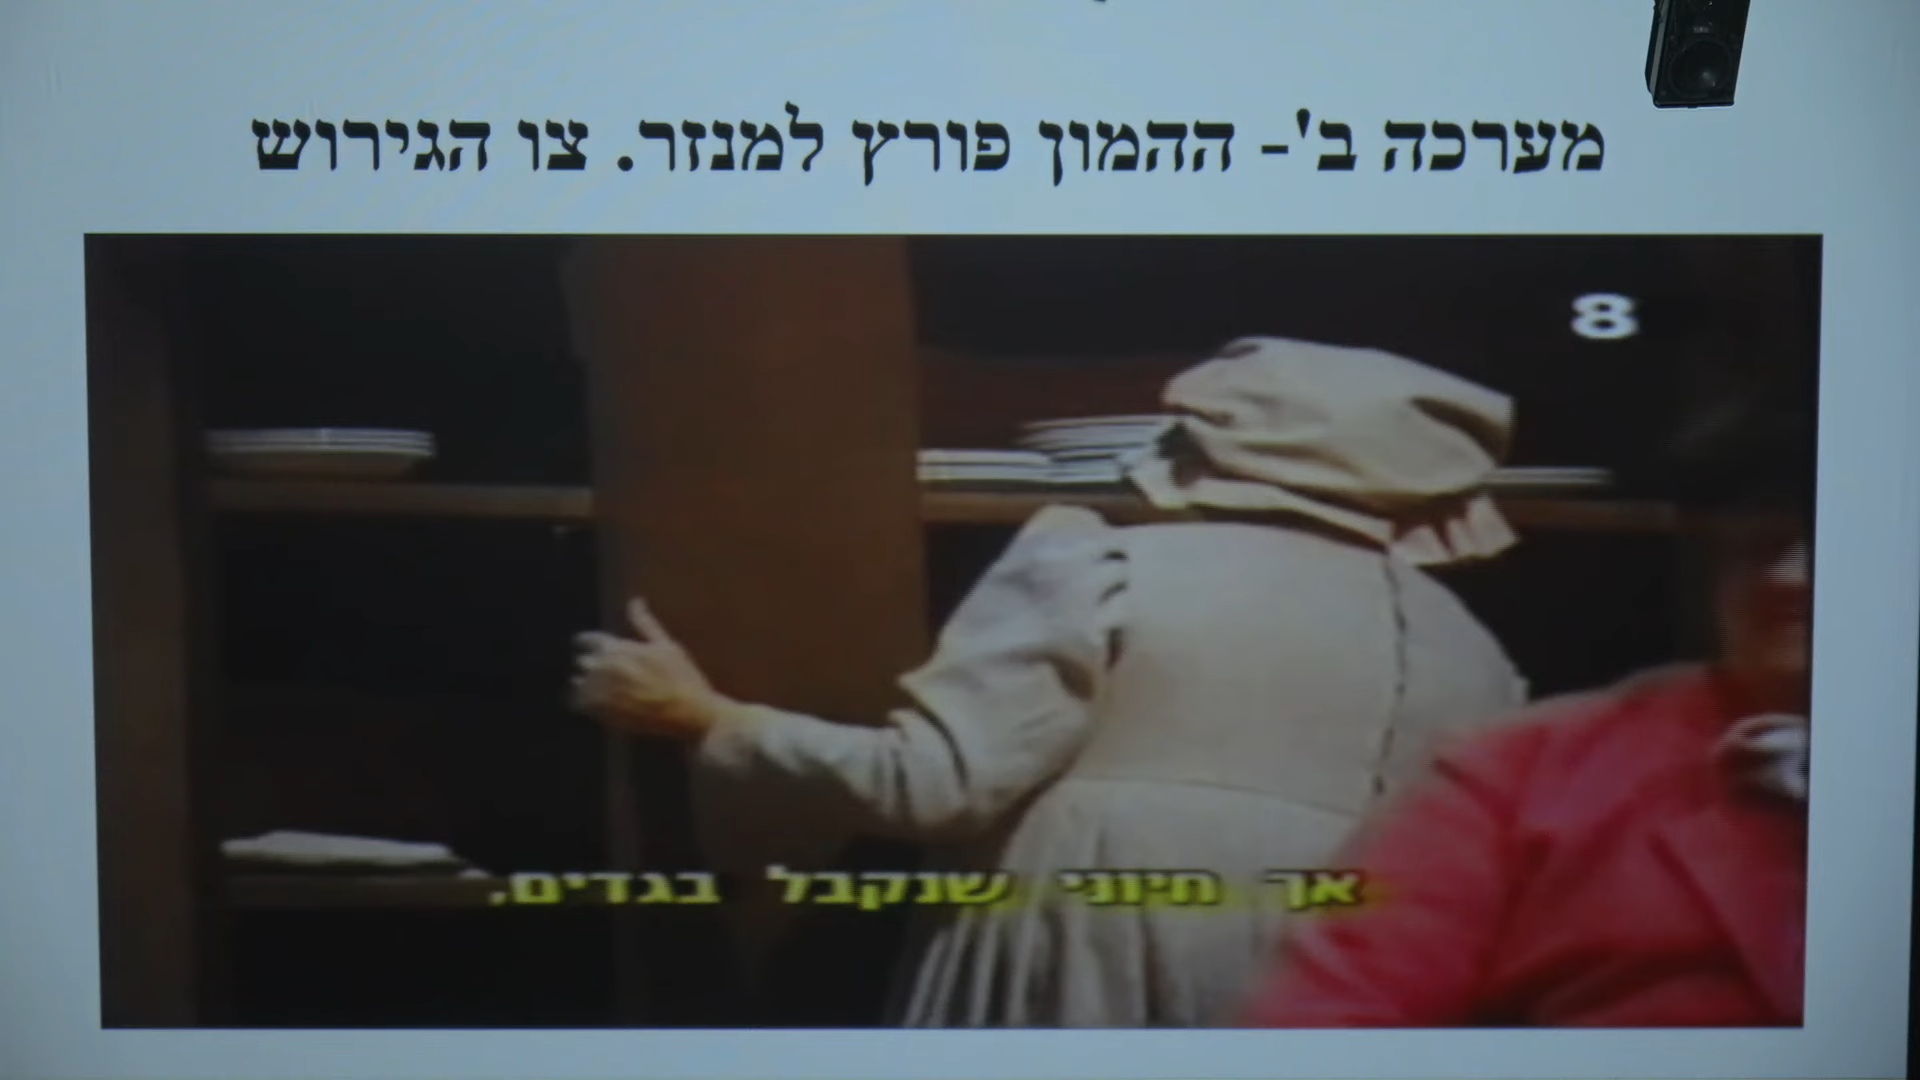 מערכה ב'- ההמון פורץ למנזר. צו הגירוש
8
אך חיוני שנקבל בגדים.